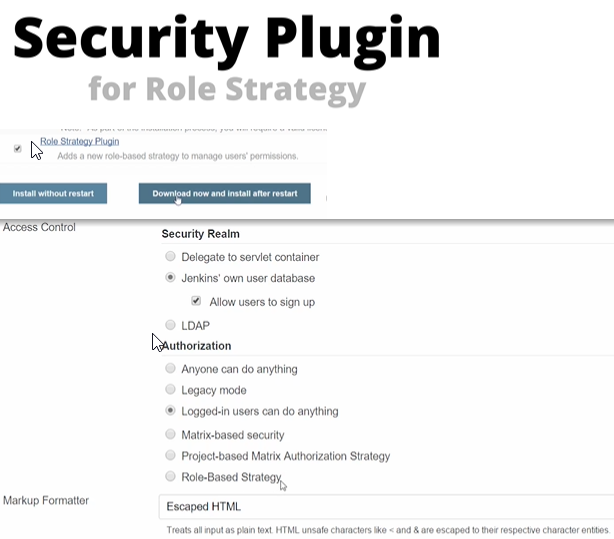 Security Plugin
for Role Strategy
Note: As part of the installation process, you will require a valid
Role Strategy Plugin
Adds a new role-based strategy to manage users' permissions.
Install without restart
Download now and install after restart
Access Control
Security Realm
Delegate to servlet container
Jenkins' own user database
Allow users to sign up
LDAP
Authorization
Anyone can do anything
Legacy mode
Logged-in users can do anything
Matrix-based security
Project-based Matrix Authorization Strategy
Role-Based Strategy
Markup Formatter
Escaped HTML
Treats all input as plain text. HTML unsafe characters like < and & are escaped to their respective character entities.